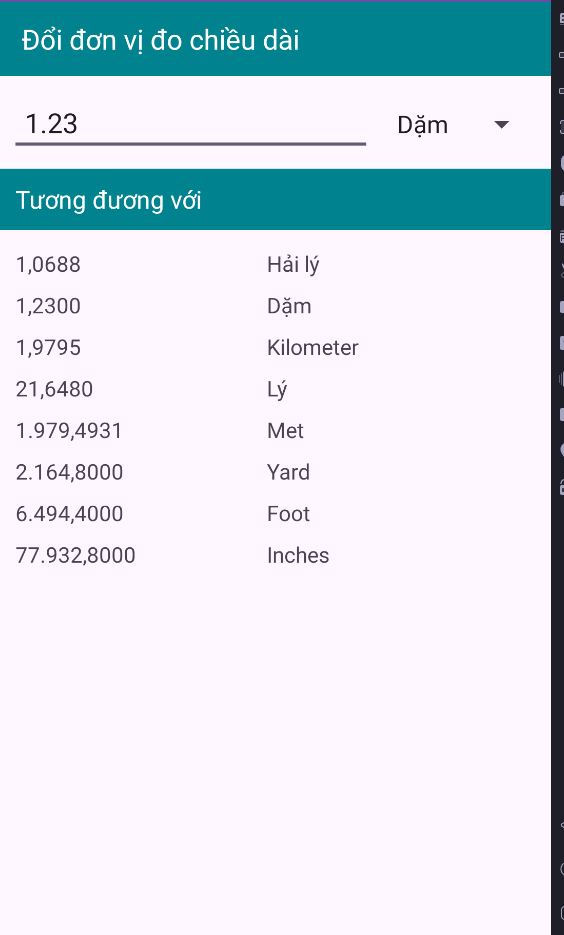 Đổi đơn vị đo chiều dài
1.23 Dặm
Tương đương với
1,0688 Hải lý
1,2300 Dặm
1,9795 Kilometer
21,6480 Lý
1.979,4931 Met
2.164,8000 Yard
6.494,4000 Foot
77.932,8000 Inches